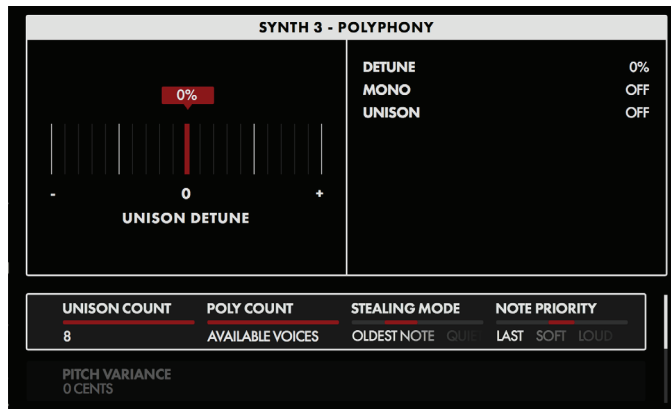 SYNTH 3 - POLYPHONY
0%
- 0 +
UNISON DETUNE
DETUNE 0%
MONO OFF
UNISON OFF
UNISON COUNT POLY COUNT STEALING MODE NOTE PRIORITY
8 AVAILABLE VOICES OLDEST NOTE LAST SOFT LOUD
PITCH VARIANCE
0 CENTS